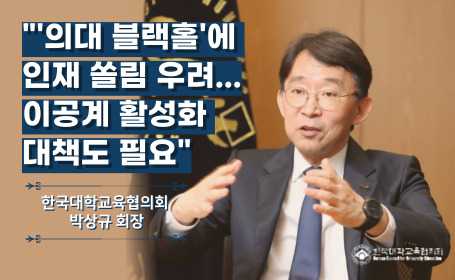 "'의대 블랙홀'에
인재 쏠림 우려...
이공계 활성화
대책도 필요"
한국대학교육협의회
박상규 회장
한국대학교육협의회
Korean Council for University Education